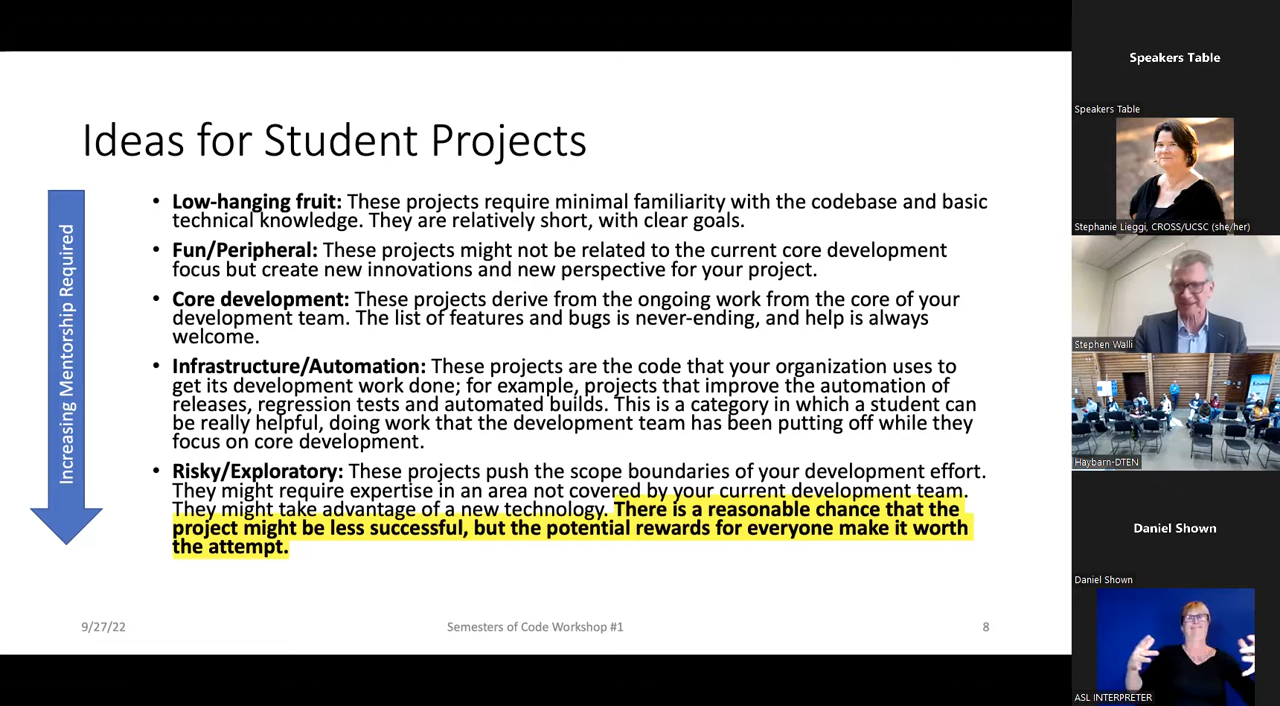 Ideas for Student Projects
Increasing Mentorship Required
• Low-hanging fruit: These projects require minimal familiarity with the codebase and basic
technical knowledge. They are relatively short, with clear goals.
• Fun/Peripheral: These projects might not be related to the current core development
focus but create new innovations and new perspective for your project.
• Core development: These projects derive from the ongoing work from the core of your
development team. The list of features and bugs is never-ending, and help is always
welcome.
• Infrastructure/Automation: These projects are the code that your organization uses to
get its development work done; for example, projects that improve the automation of
releases, regression tests and automated builds. This is a category in which a student can
be really helpful, doing work that the development team has been putting off while they
focus on core development.
• Risky/Exploratory: These projects push the scope boundaries of your development effort.
They might require expertise in an area not covered by your current development team.
They might take advantage of a new technology. There is a reasonable chance that the
project might be less successful, but the potential rewards for everyone make it worth
the attempt.
9/27/22
Semesters of Code Workshop #1
8
Speakers Table
Speakers Table
Stephanie Lieggi, CROSS/UCSC (she/her)
Stephen Walli
Haybarn-DTEN
Daniel Shown
Daniel Shown
ASL INTERPRETER